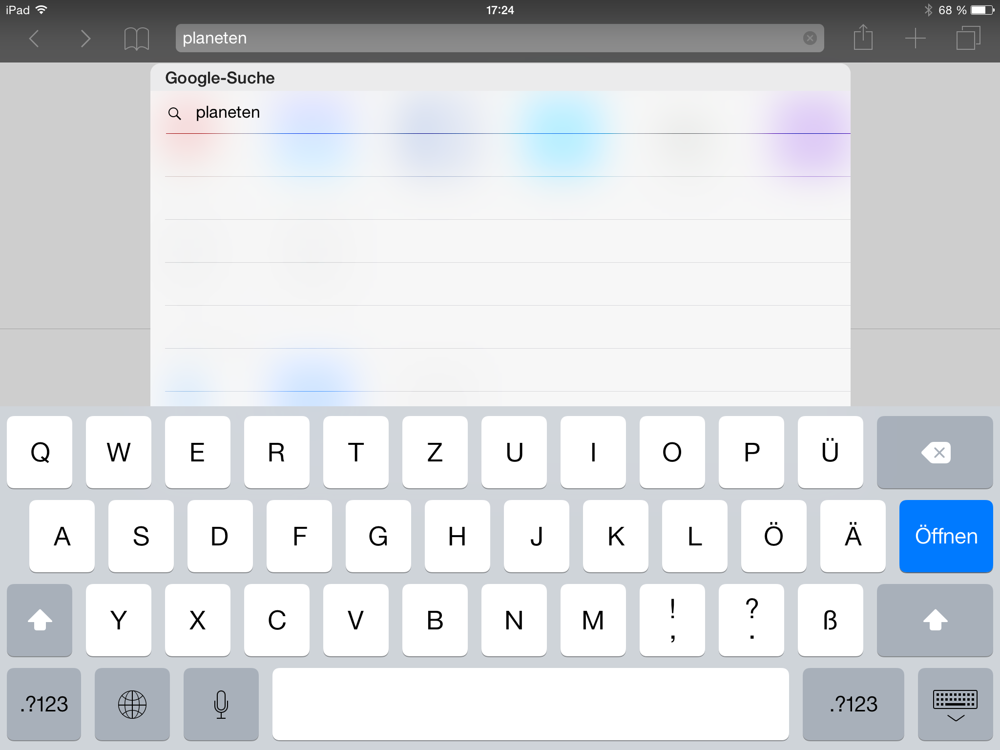 iPad 17:24 68 %
planeten
Google-Suche
planeten
Q W E R T Z U I O P Ü
A S D F G H J K L Ö Ä Öffnen
Y X C V B N M ! , ? . ß
.?123 .?123